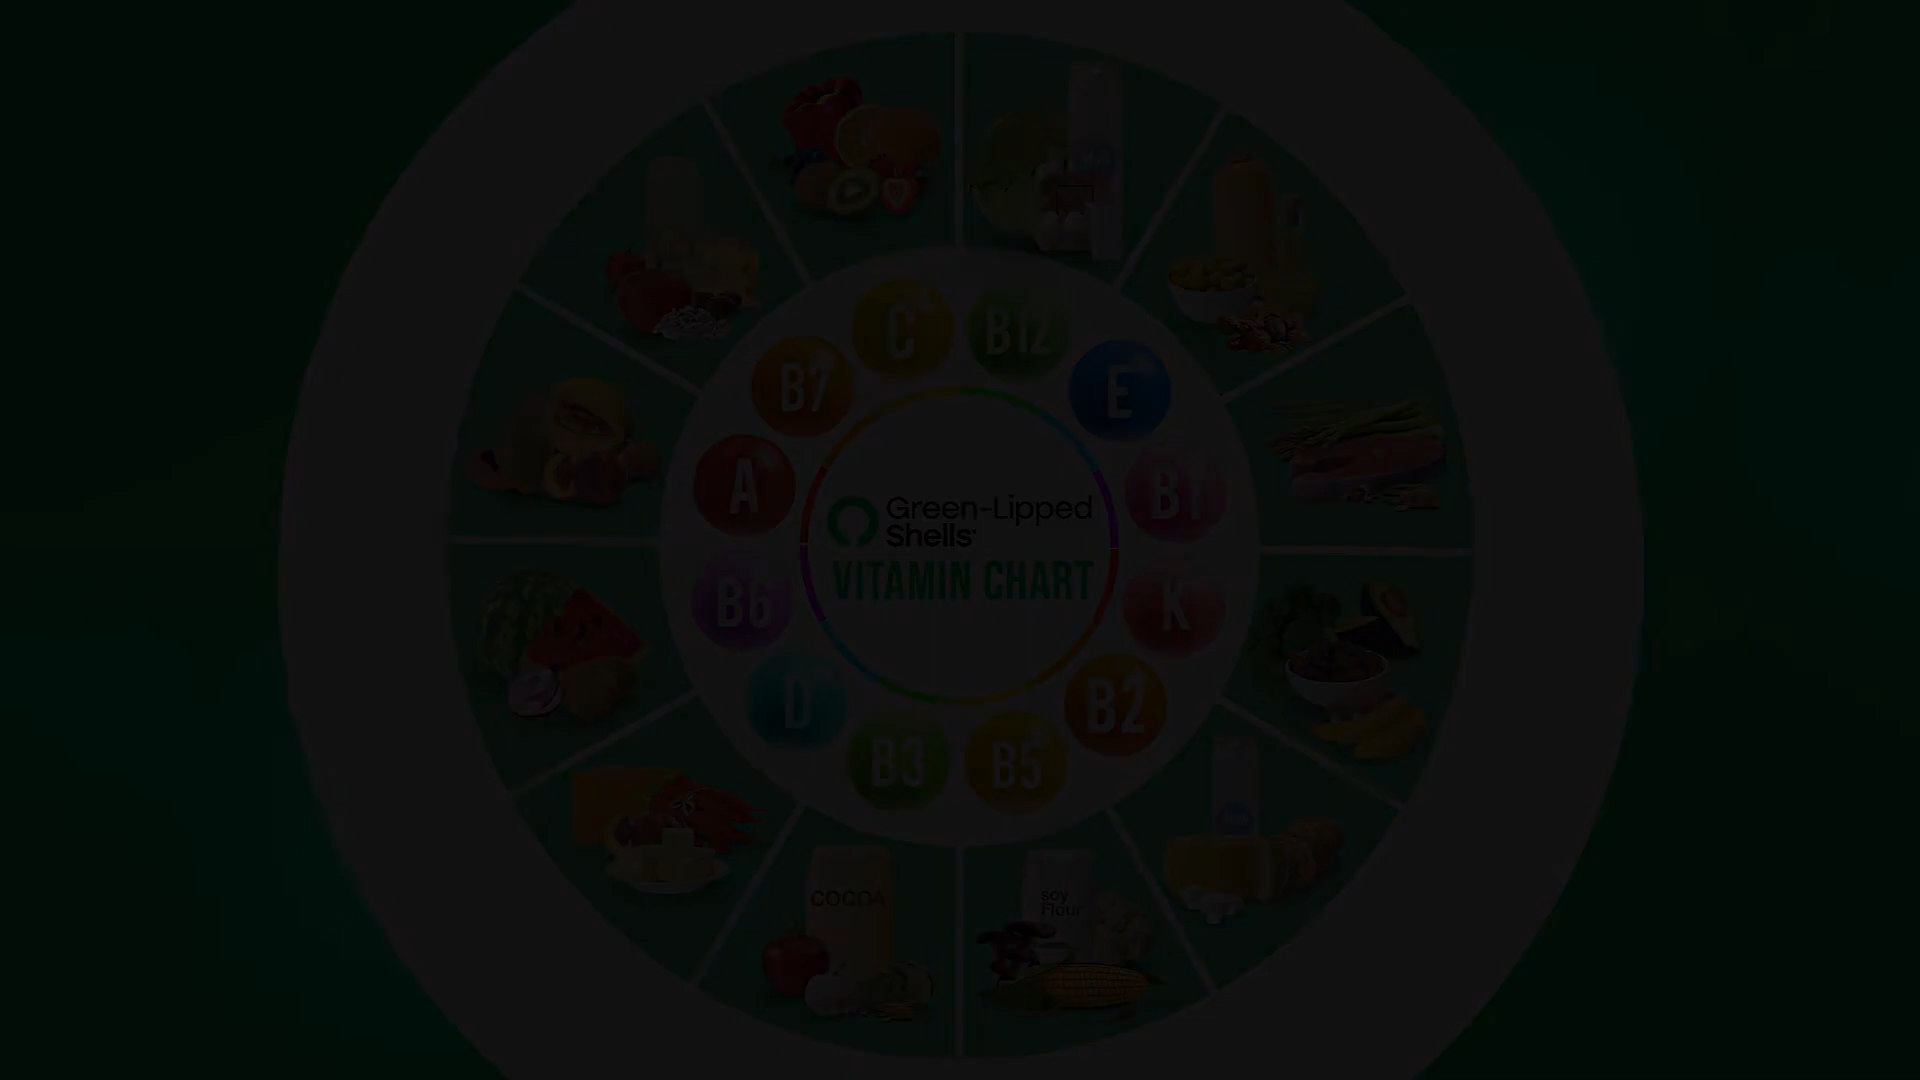 C
B12
B7
E
A
B1
Green-Lipped
Shells
VITAMIN CHART
B6
K
D
B2
B3
B5
COCOA
soy
Flour